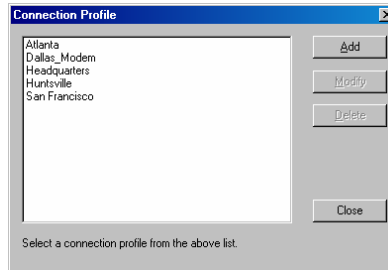 Connection Profile
Atlanta
Dallas_Modem
Headquarters
Huntsville
San Francisco
Add
Modify
Delete
Close
Select a connection profile from the above list.